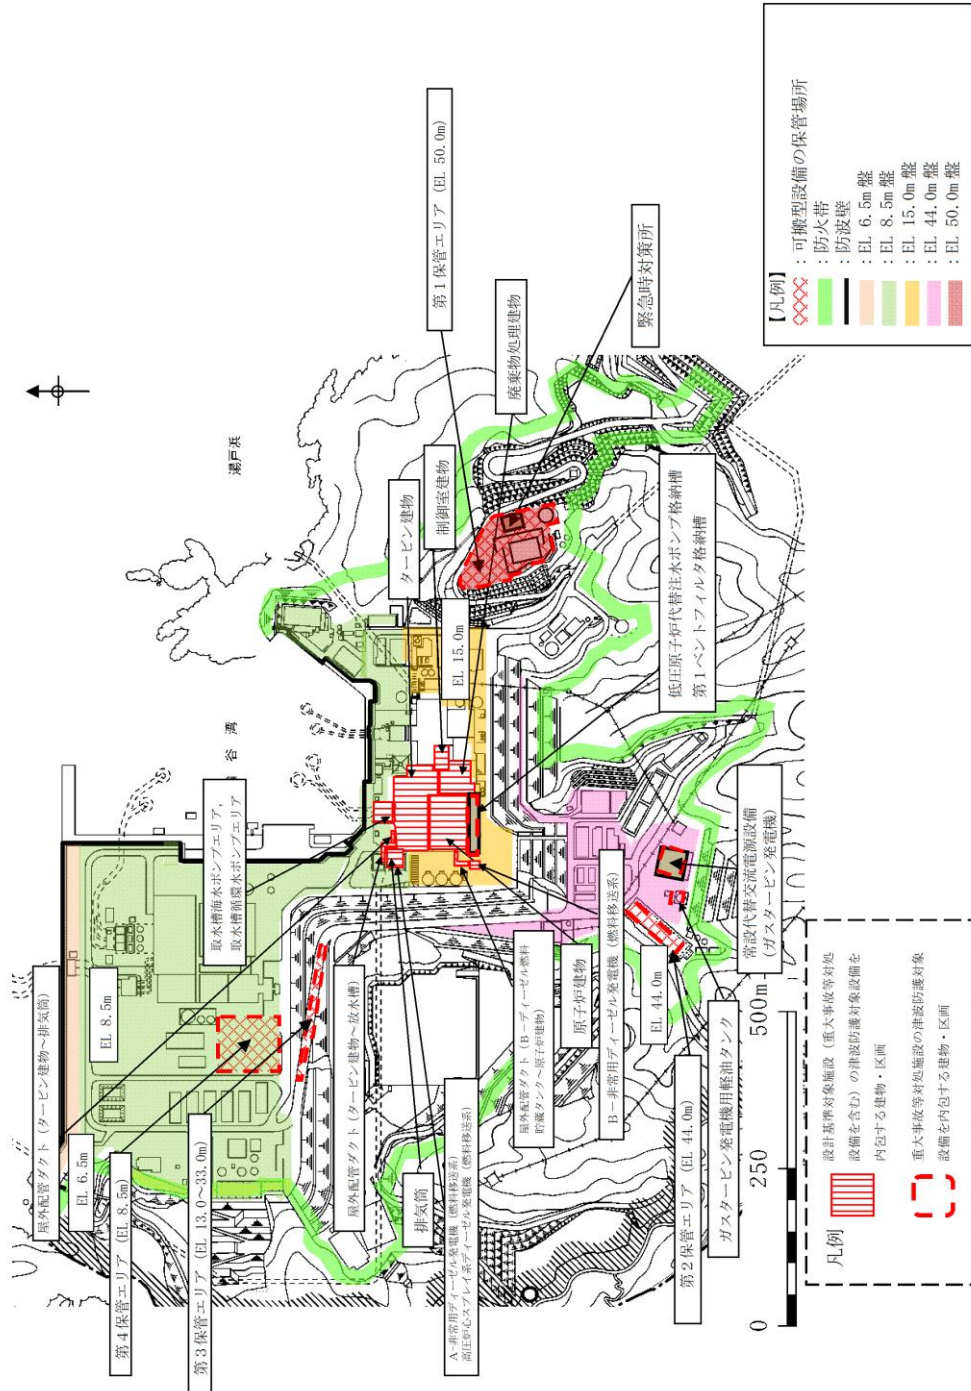 屋外配管ダクト（タービン建物～排気筒）
取水槽海水ポンプエリア，
取水槽循環水ポンプエリア
EL 8.5m
EL 6.5m
第４保管エリア（EL 8.5m）
第３保管エリア（EL 13.0～33.0m）
谷 湾
湯戸浜
屋外配管ダクト（タービン建物～放水槽）
排気筒
A-非常用ディーゼル発電機（燃料移送系）
高圧炉心スプレイ系ディーゼル発電機（燃料移送系）
屋外配管ダクト（B－ディーゼル燃料
貯蔵タンク～原子炉建物）
原子炉建物
B－非常用ディーゼル発電機（燃料移送系）
EL 44.0m
第２保管エリア（EL 44.0m）
ガスタービン発電機用軽油タンク
常設代替交流電源設備
（ガスタービン発電機）
タービン建物
制御室建物
EL 15.0m
第１保管エリア（EL 50.0m）
廃棄物処理建物
緊急時対策所
低圧原子炉代替注水ポンプ格納槽
第１ベントフィルタ格納槽
0
250
500m
凡例
設計基準対象施設（重大事故等対処
設備を含む）の津波防護対象設備を
内包する建物・区画
重大事故等対処施設の津波防護対象
設備を内包する建物・区画
【凡例】
：可搬型設備の保管場所
：防火帯
：防波壁
：EL 6.5m 盤
：EL 8.5m 盤
：EL 15.0m 盤
：EL 44.0m 盤
：EL 50.0m 盤